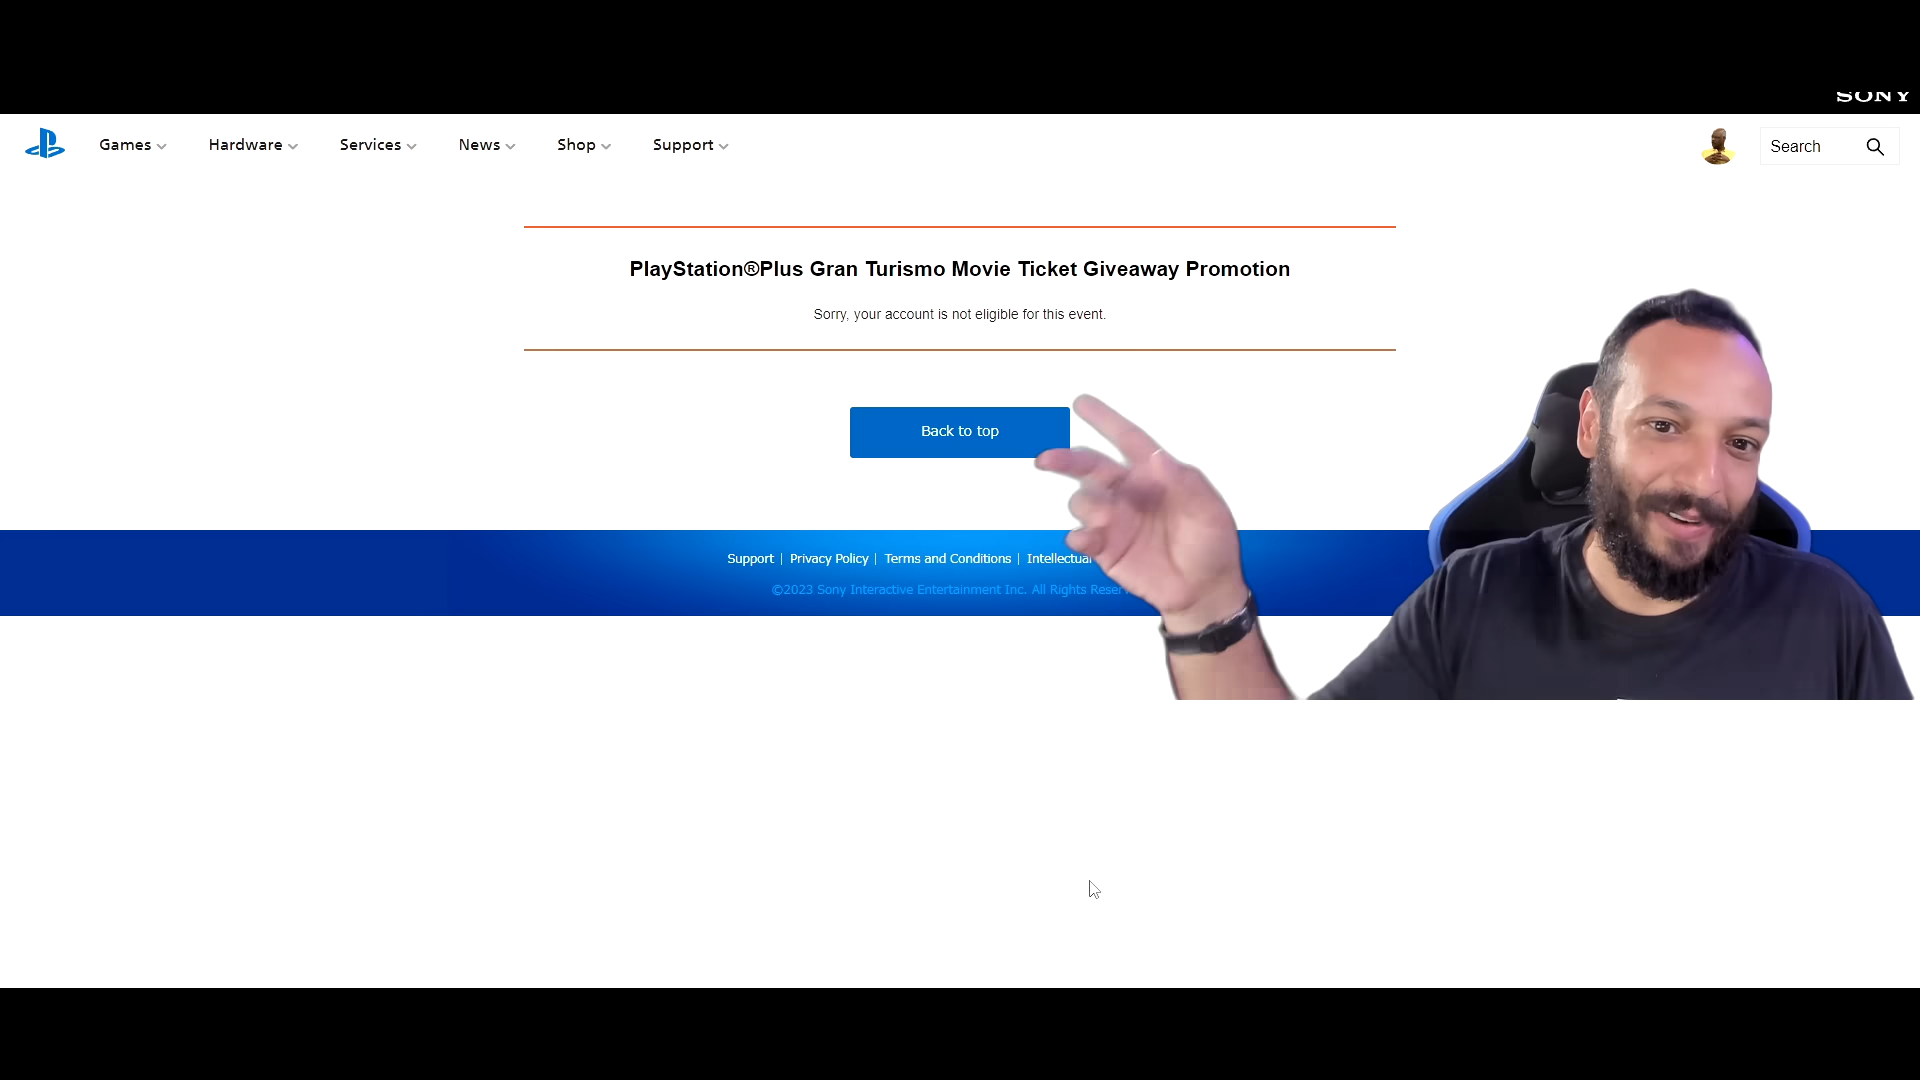 SONY
Games
Hardware
Services
News
Shop
Support
Search
PlayStation®Plus Gran Turismo Movie Ticket Giveaway Promotion
Sorry, your account is not eligible for this event.
Back to top
Support | Privacy Policy | Terms and Conditions | Intellectual
©2023 Sony Interactive Entertainment Inc. All Rights